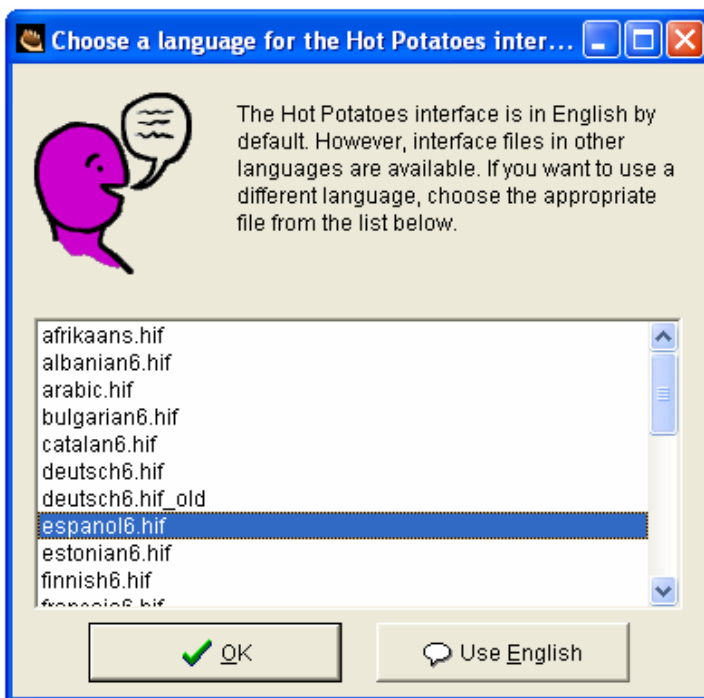 Choose a language for the Hot Potatoes inter...
The Hot Potatoes interface is in English by
default. However, interface files in other
languages are available. If you want to use a
different language, choose the appropriate
file from the list below.
afrikaans.hif
albanian6.hif
arabic.hif
bulgarian6.hif
catalan6.hif
deutsch6.hif
deutsch6.hif_old
espanol6.hif
estonian6.hif
finnish6.hif
OK
Use English